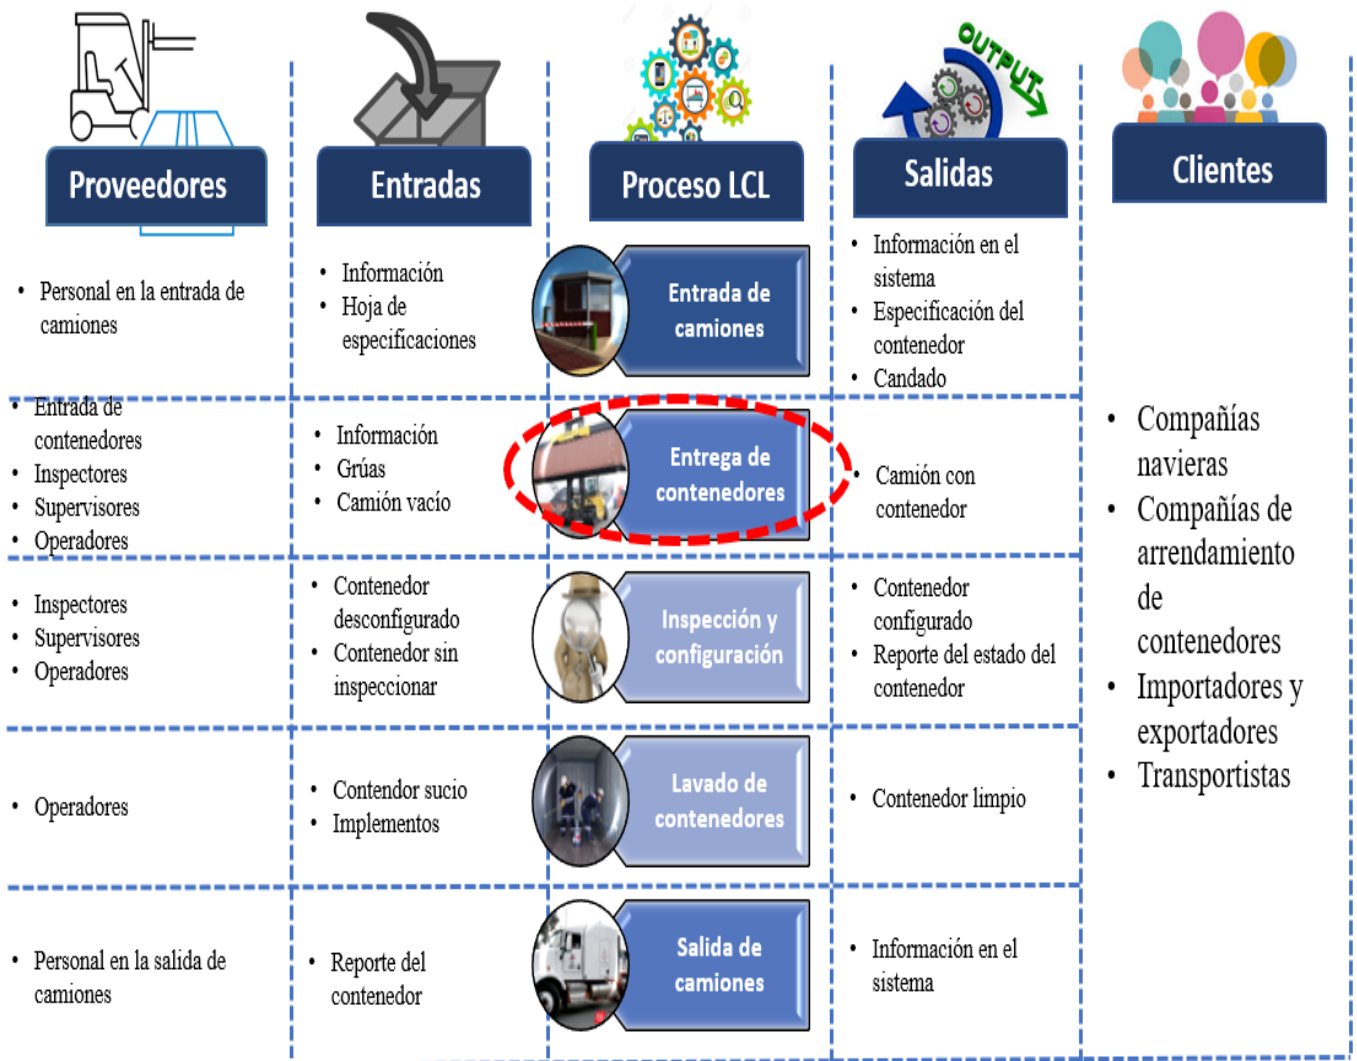 OUTPUT
Proveedores
Entradas
Proceso LCL
Salidas
Clientes
• Personal en la entrada de
camiones
• Información
• Hoja de
especificaciones
Entrada de
camiones
• Información en el
sistema
• Especificación del
contenedor
• Candado
• Entrada de
contenedores
• Inspectores
• Supervisores
• Operadores
• Información
• Grúas
• Camión vacío
Entrega de
contenedores
• Camión con
contenedor
• Inspectores
• Supervisores
• Operadores
• Contenedor
desconfigurado
• Contenedor sin
inspeccionar
Inspección y
configuración
• Contenedor
configurado
• Reporte del estado del
contenedor
• Operadores
• Contendor sucio
• Implementos
Lavado de
contenedores
• Contenedor limpio
• Personal en la salida de
camiones
• Reporte del
contenedor
Salida de
camiones
• Información en el
sistema
• Compañías
navieras
• Compañías de
arrendamiento
de
contenedores
• Importadores y
exportadores
• Transportistas